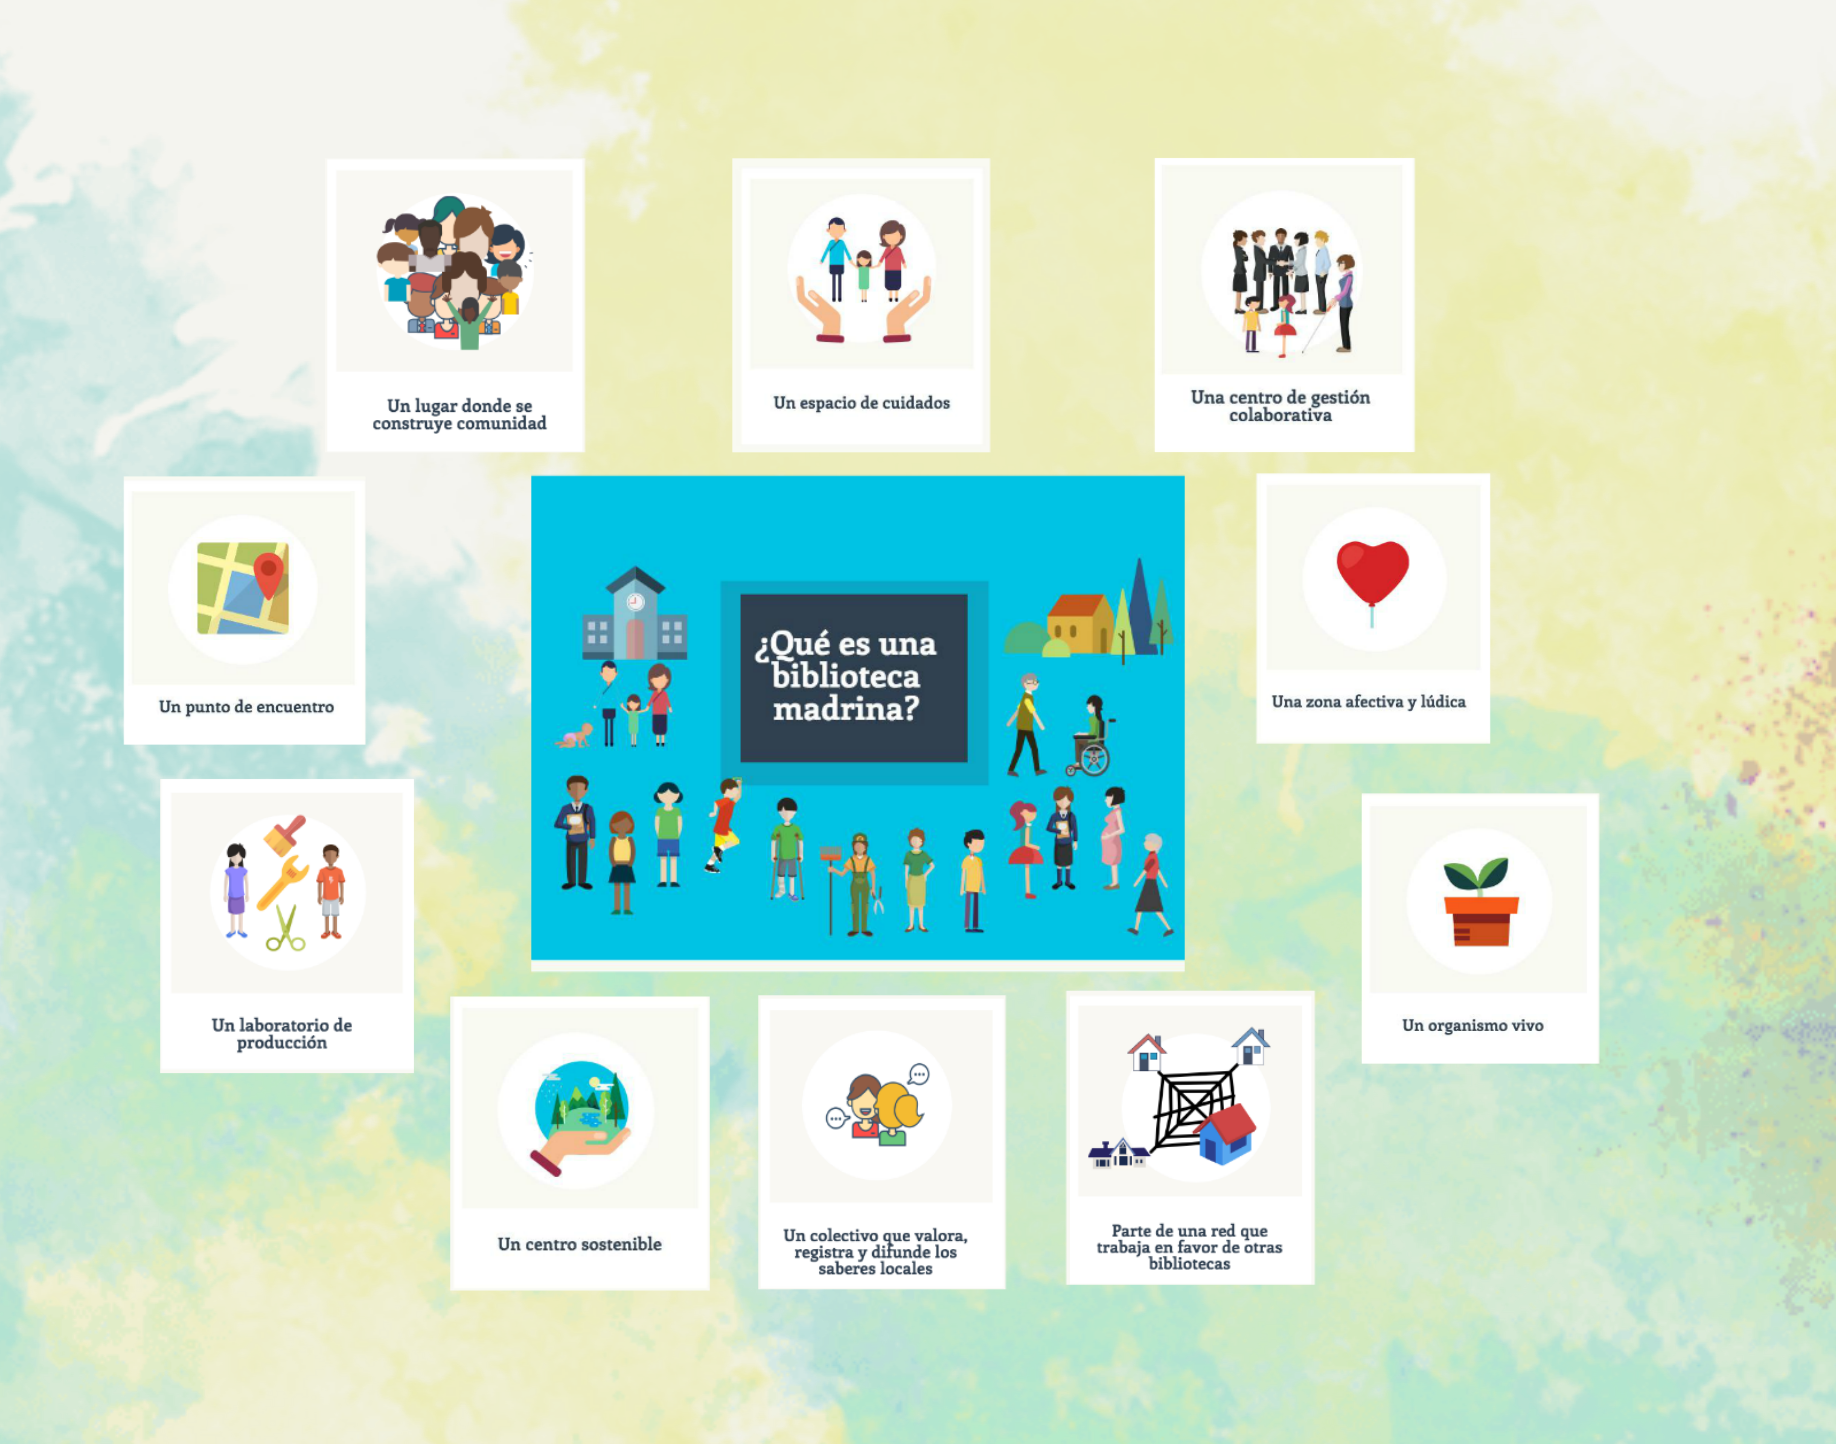 Un lugar donde se
construye comunidad
Un espacio de cuidados
Una centro de gestión
colaborativa
Un punto de encuentro
¿Qué es una
biblioteca
madrina?
Una zona afectiva y lúdica
Un laboratorio de
producción
Un organismo vivo
Un centro sostenible
Un colectivo que valora,
registra y difunde los
saberes locales
Parte de una red que
trabaja en favor de otras
bibliotecas